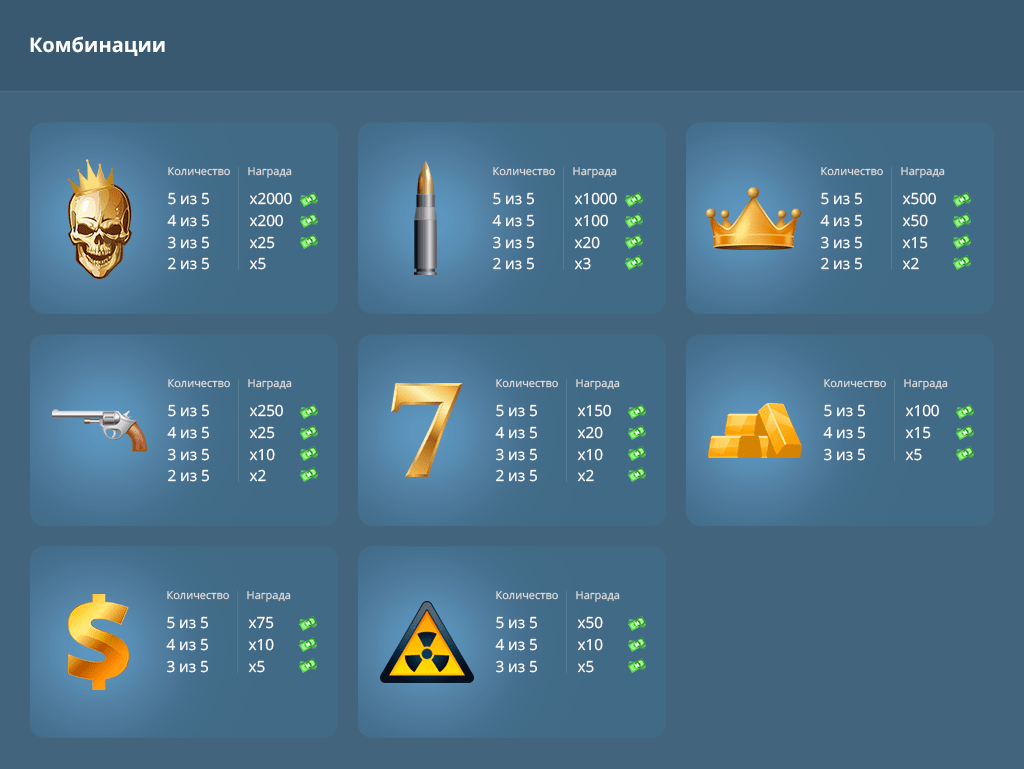 Комбинации
Количество Награда
5 из 5 x2000
4 из 5 x200
3 из 5 x25
2 из 5 x5
Количество Награда
5 из 5 x1000
4 из 5 x100
3 из 5 x20
2 из 5 x3
Количество Награда
5 из 5 x500
4 из 5 x50
3 из 5 x15
2 из 5 x2
Количество Награда
5 из 5 x250
4 из 5 x25
3 из 5 x10
2 из 5 x2
7
Количество Награда
5 из 5 x150
4 из 5 x20
3 из 5 x10
2 из 5 x2
Количество Награда
5 из 5 x100
4 из 5 x15
3 из 5 x5
$
Количество Награда
5 из 5 x75
4 из 5 x10
3 из 5 x5
Количество Награда
5 из 5 x50
4 из 5 x10
3 из 5 x5